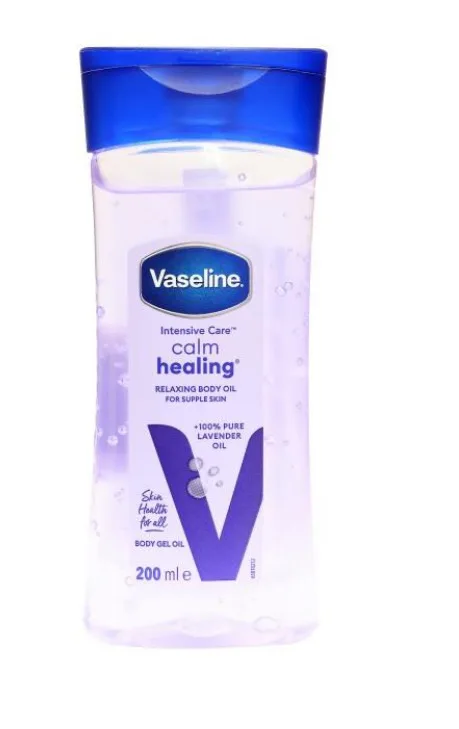 Vaseline.
Intensive Care™
calm
healing®
RELAXING BODY OIL
FOR SUPPLE SKIN
+100% PURE
LAVENDER
OIL
Skin
Health
for all
BODY GEL OIL
200 ml e